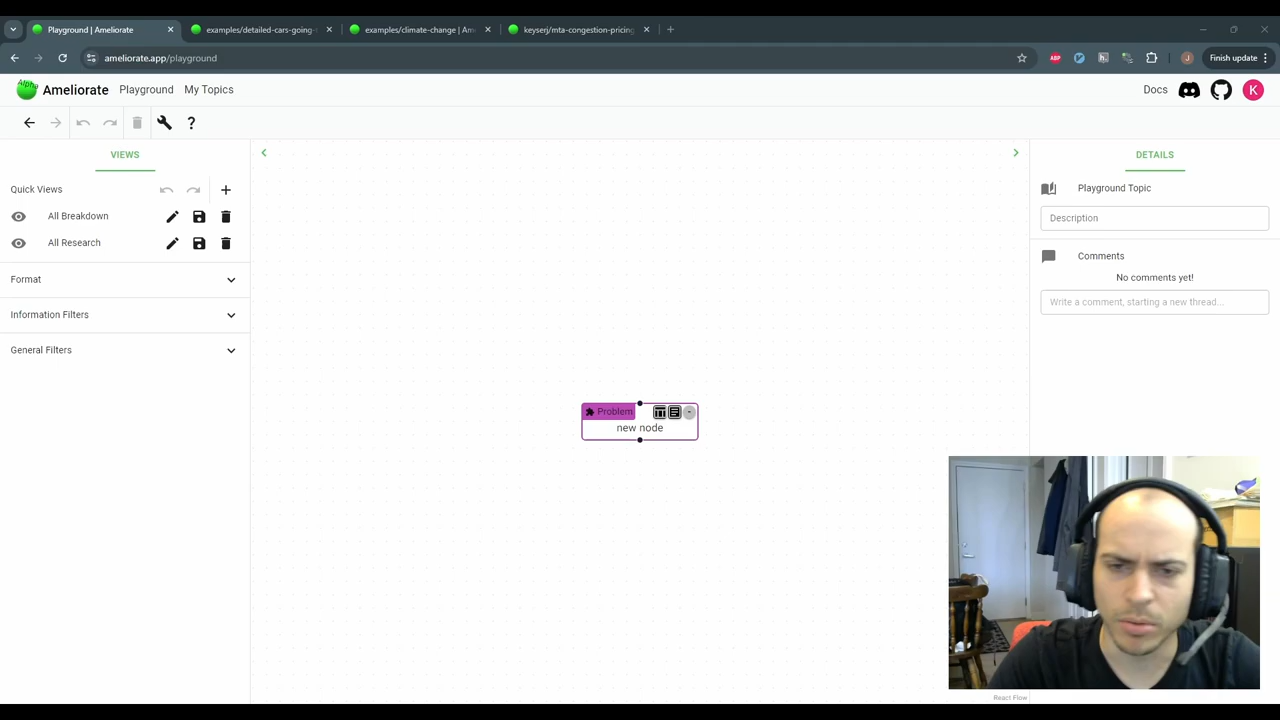 Playground | Ameliorate
examples/detailed-cars-going-
examples/climate-change | Am
keyserj/mta-congestion-pricing
ameliorate.app/playground
ABP
J
Finish update
Alpha
Ameliorate
Playground
My Topics
Docs
K
?
VIEWS
DETAILS
Quick Views
All Breakdown
All Research
Format
Information Filters
General Filters
Playground Topic
Description
Comments
No comments yet!
Write a comment, starting a new thread...
Problem
new node
React Flow